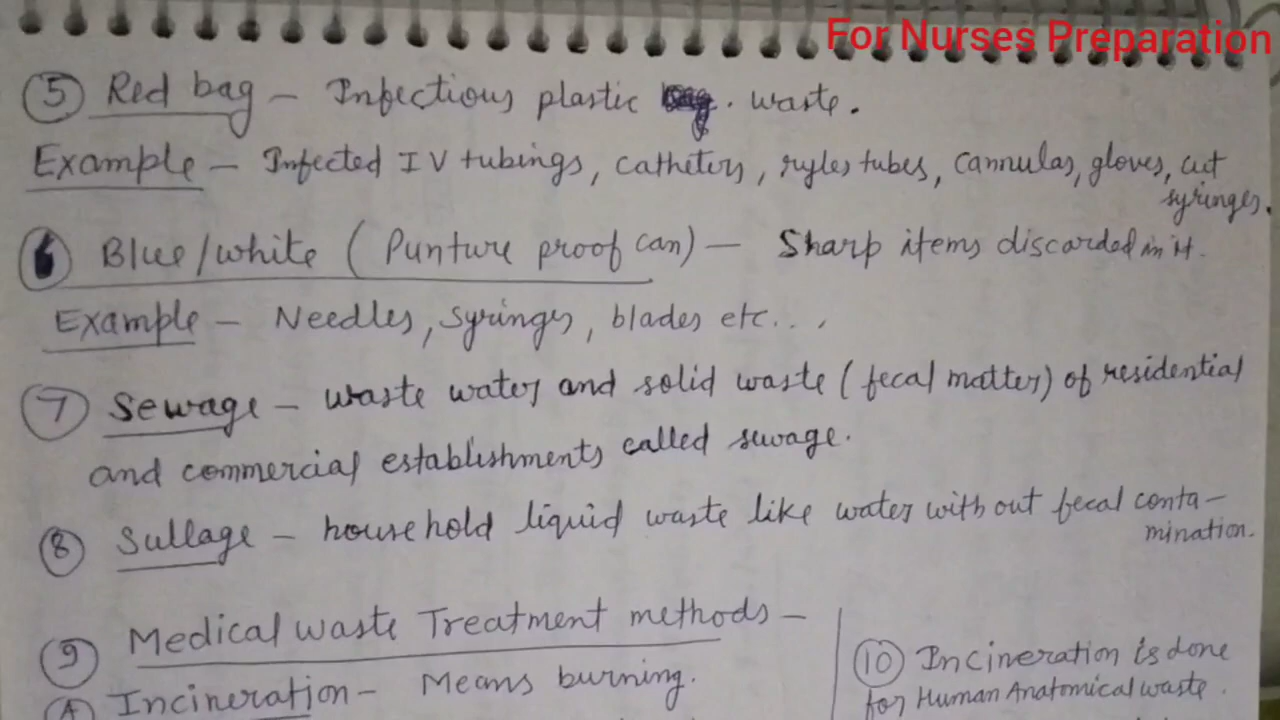 For Nurses Preparation
5 Red bag - Infectious plastic . waste.
Example - Infected IV tubings, catheters, ryles tubes, cannulas, gloves, cut
syringes.
6 Blue/white (Punture proof can) - Sharp items discarded in it.
Example - Needles, syringes, blades etc...
7 Sewage - waste water and solid waste (fecal matter) of residential
and commercial establishments called sewage.
8 Sullage - household liquid waste like water without fecal conta-
mination.
9 Medical waste Treatment methods -
A Incineration - Means burning.
10 Incineration is done
for Human Anatomical waste.